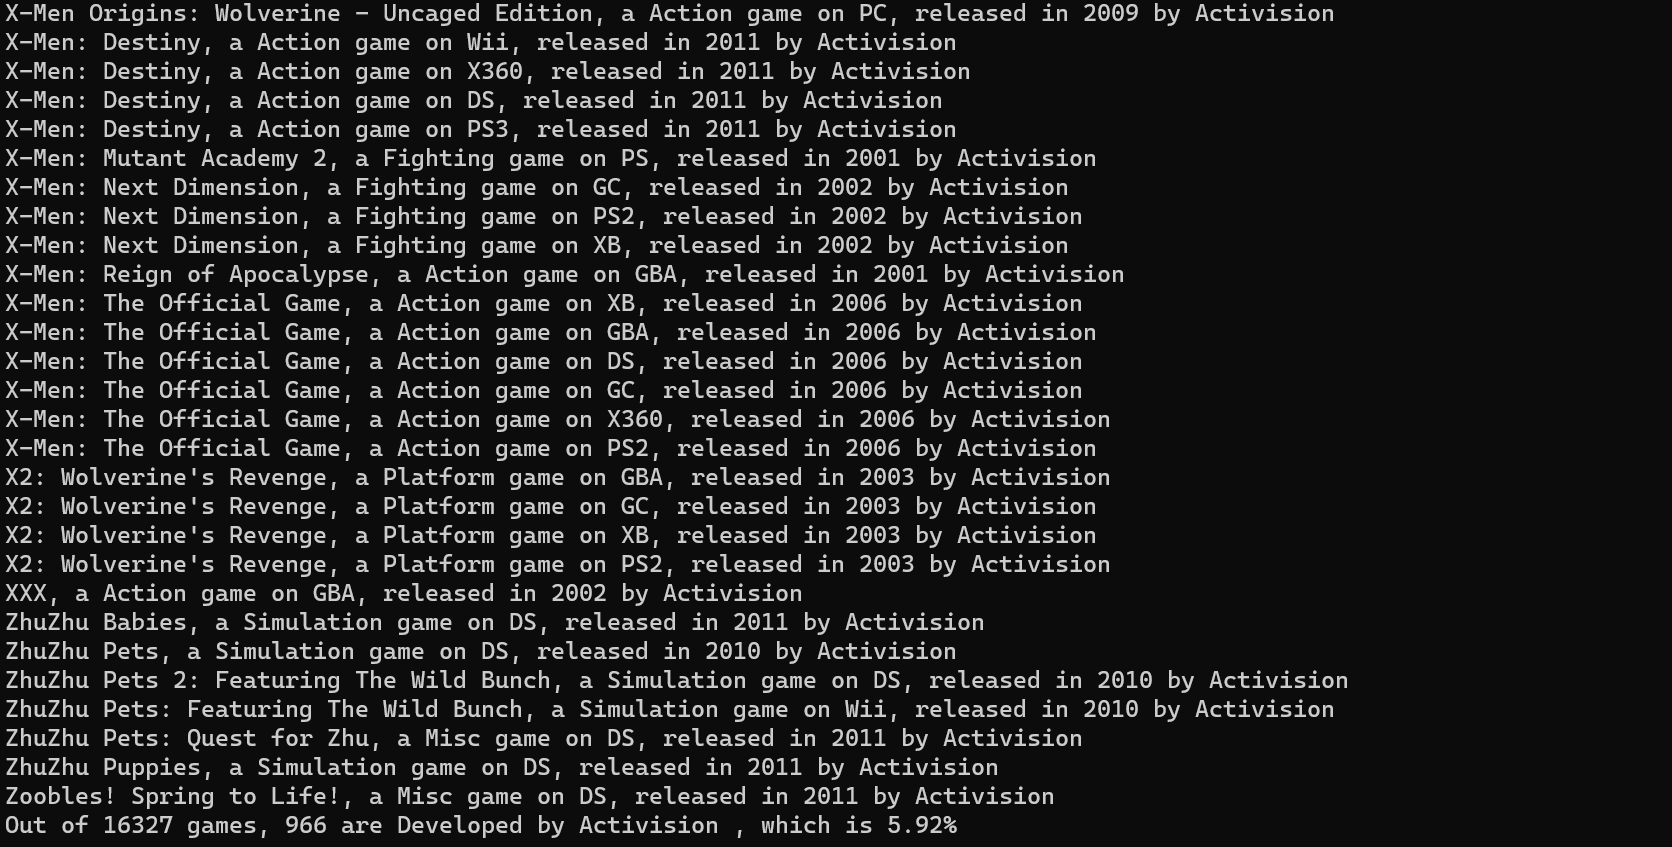 X-Men Origins: Wolverine - Uncaged Edition, a Action game on PC, released in 2009 by Activision
X-Men: Destiny, a Action game on Wii, released in 2011 by Activision
X-Men: Destiny, a Action game on X360, released in 2011 by Activision
X-Men: Destiny, a Action game on DS, released in 2011 by Activision
X-Men: Destiny, a Action game on PS3, released in 2011 by Activision
X-Men: Mutant Academy 2, a Fighting game on PS, released in 2001 by Activision
X-Men: Next Dimension, a Fighting game on GC, released in 2002 by Activision
X-Men: Next Dimension, a Fighting game on PS2, released in 2002 by Activision
X-Men: Next Dimension, a Fighting game on XB, released in 2002 by Activision
X-Men: Reign of Apocalypse, a Action game on GBA, released in 2001 by Activision
X-Men: The Official Game, a Action game on XB, released in 2006 by Activision
X-Men: The Official Game, a Action game on GBA, released in 2006 by Activision
X-Men: The Official Game, a Action game on DS, released in 2006 by Activision
X-Men: The Official Game, a Action game on GC, released in 2006 by Activision
X-Men: The Official Game, a Action game on X360, released in 2006 by Activision
X-Men: The Official Game, a Action game on PS2, released in 2006 by Activision
X2: Wolverine's Revenge, a Platform game on GBA, released in 2003 by Activision
X2: Wolverine's Revenge, a Platform game on GC, released in 2003 by Activision
X2: Wolverine's Revenge, a Platform game on XB, released in 2003 by Activision
X2: Wolverine's Revenge, a Platform game on PS2, released in 2003 by Activision
XXX, a Action game on GBA, released in 2002 by Activision
ZhuZhu Babies, a Simulation game on DS, released in 2011 by Activision
ZhuZhu Pets, a Simulation game on DS, released in 2010 by Activision
ZhuZhu Pets 2: Featuring The Wild Bunch, a Simulation game on DS, released in 2010 by Activision
ZhuZhu Pets: Featuring The Wild Bunch, a Simulation game on Wii, released in 2010 by Activision
ZhuZhu Pets: Quest for Zhu, a Misc game on DS, released in 2011 by Activision
ZhuZhu Puppies, a Simulation game on DS, released in 2011 by Activision
Zoobles! Spring to Life!, a Misc game on DS, released in 2011 by Activision
Out of 16327 games, 966 are Developed by Activision , which is 5.92%